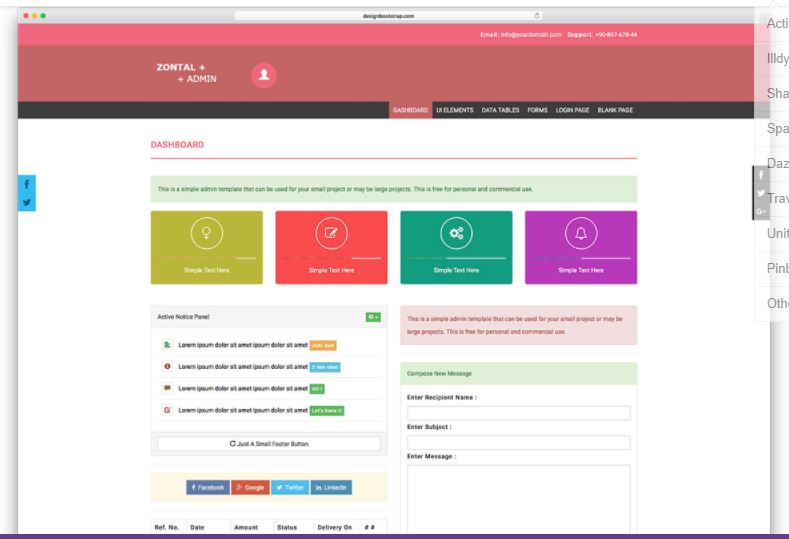 designbootstrap.com
Email: info@yourdomain.com Support: +90-897-678-44
ZONTAL +
+ ADMIN
DASHBOARD UI ELEMENTS DATA TABLES FORMS LOGIN PAGE BLANK PAGE
DASHBOARD
This is a simple admin template that can be used for your small project or may be large projects. This is free for personal and commercial use.
Simple Text Here
Simple Text Here
Simple Text Here
Simple Text Here
Active Notice Panel
Lorem ipsum dolor sit amet ipsum dolor sit amet Just now
Lorem ipsum dolor sit amet ipsum dolor sit amet 2 min chat
Lorem ipsum dolor sit amet ipsum dolor sit amet GO !
Lorem ipsum dolor sit amet ipsum dolor sit amet Let's have it
Just A Small Footer Button
Facebook Google Twitter LinkedIn
Ref. No. Date Amount Status Delivery On # #
This is a simple admin template that can be used for your small project or may be
large projects. This is free for personal and commercial use.
Compose New Message
Enter Recipient Name :
Enter Subject :
Enter Message :
Acti
Illdy
Sha
Spa
Daz
Trav
Unit
Pinb
Othe